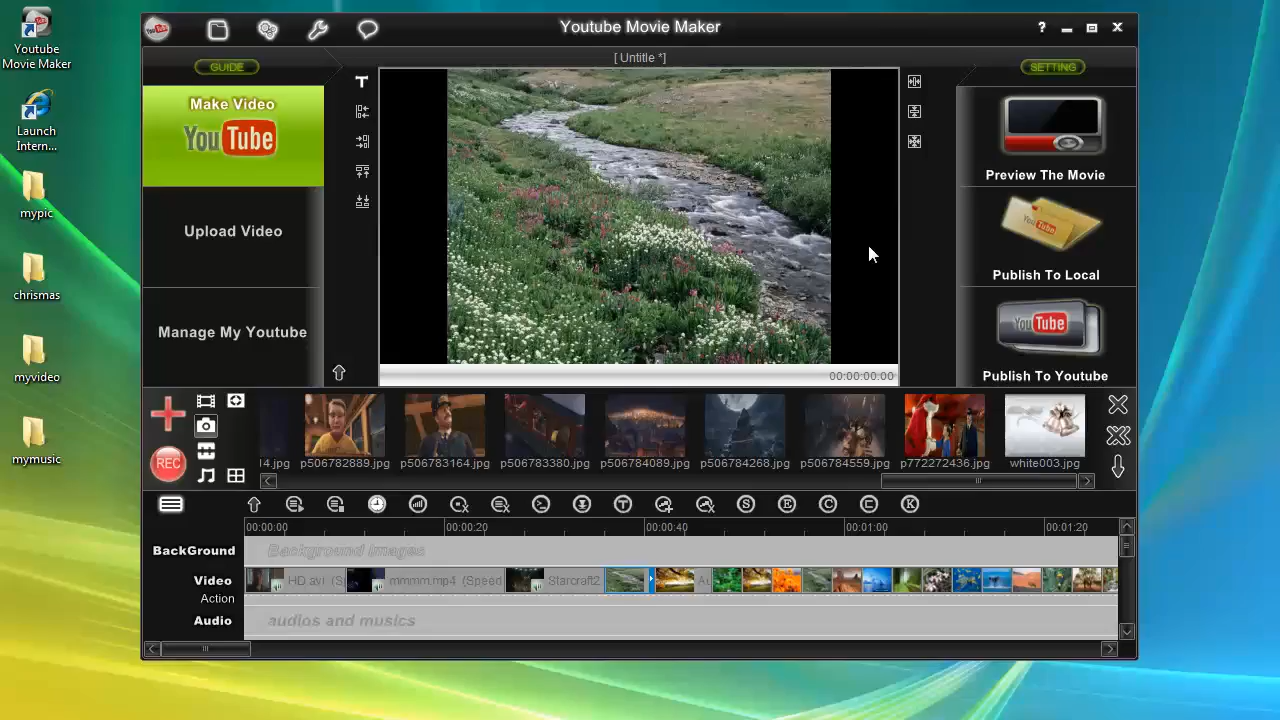 Youtube
Movie Maker
Launch
Intern...
mypic
chrismas
myvideo
mymusic
YouTube
Youtube Movie Maker
?
[ Untitle *]
GUIDE
SETTING
Make Video
YouTube
Upload Video
Manage My Youtube
T
00:00:00.00
Preview The Movie
YouTube
Publish To Local
YouTube
Publish To Youtube
REC
14.jpg
p506782889.jpg
p506783164.jpg
p506783380.jpg
p506784089.jpg
p506784268.jpg
p506784559.jpg
p772272436.jpg
white003.jpg
T
S
E
C
K
00:00:00
00:00:20
00:00:40
00:01:00
00:01:20
BackGround
Background Images
Video
HD.avi (S
mmmm.mp4 (Speed
Starcraft2
Action
Audio
audios and musics